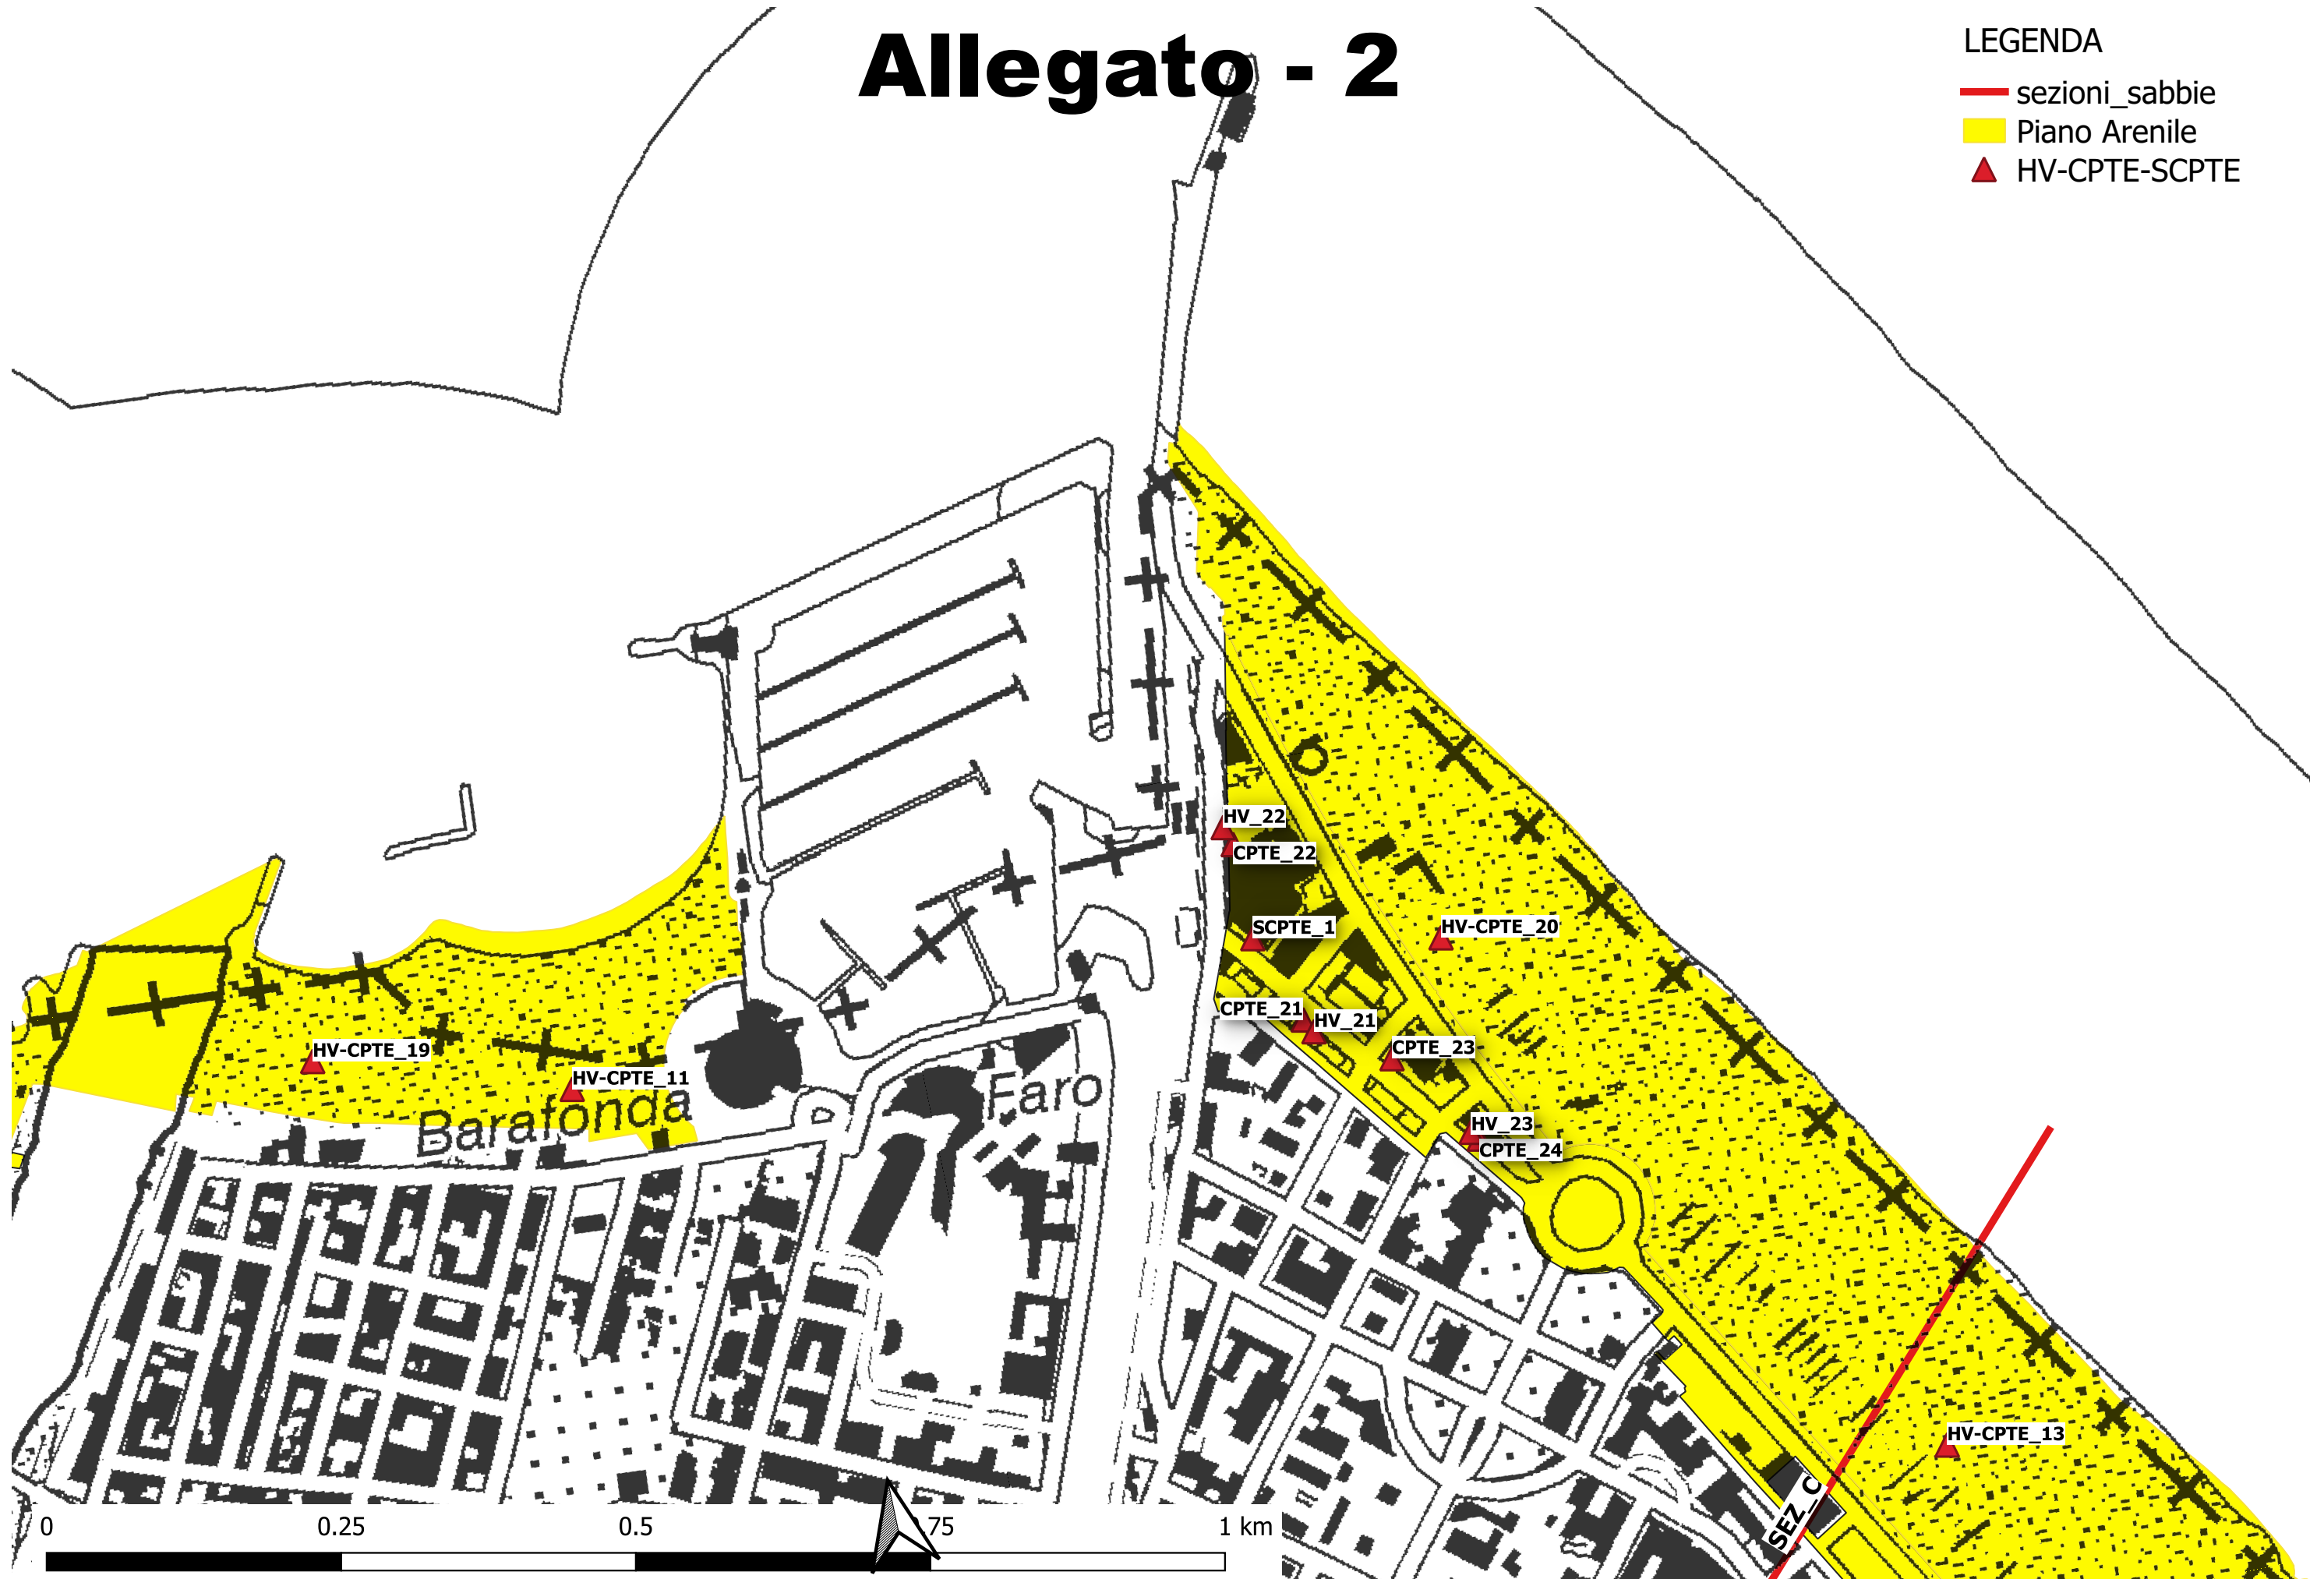 Allegato - 2
LEGENDA
sezioni_sabbie
Piano Arenile
HV-CPTE-SCPTE
HV_22
CPTE_22
SCPTE_1
HV-CPTE_20
CPTE_21
HV_21
CPTE_23
HV-CPTE_19
HV-CPTE_11
Barafonda
Faro
HV_23
CPTE_24
HV-CPTE_13
SEZ_C
0 0.25 0.5 .75 1 km